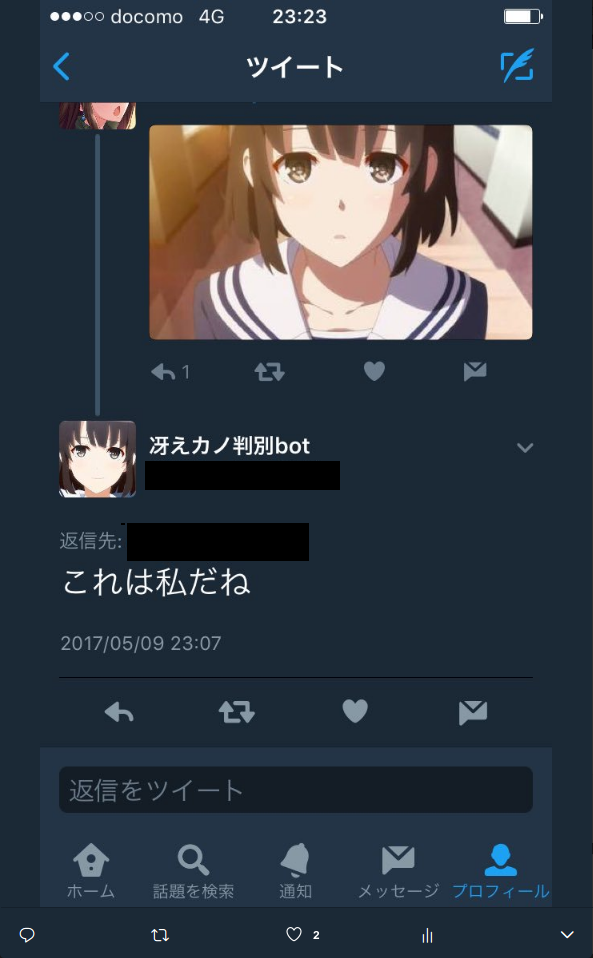 docomo 4G 23:23
ツイート
1
冴えカノ判別bot
返信先:
これは私だね
2017/05/09 23:07
返信をツイート
ホーム 話題を検索 通知 メッセージ プロフィール
2